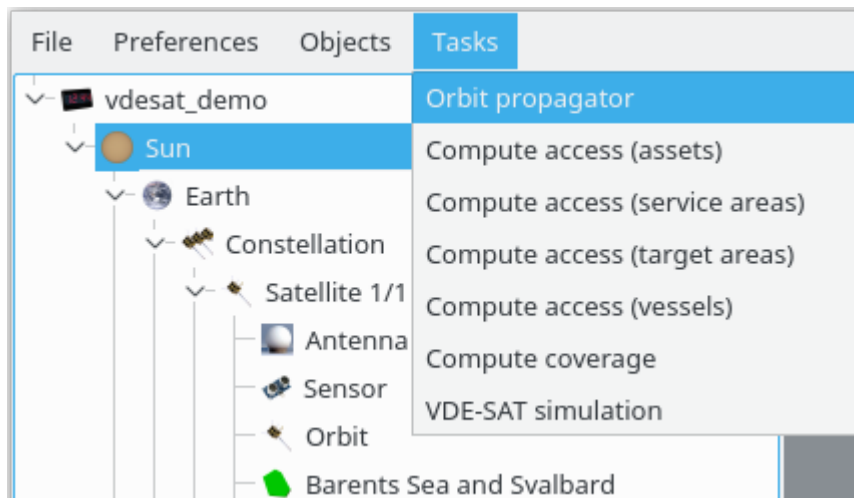 File Preferences Objects Tasks
vdesat_demo
Orbit propagator
Sun
Compute access (assets)
Earth
Compute access (service areas)
Constellation
Compute access (target areas)
Satellite 1/1
Compute access (vessels)
Antenna
Compute coverage
Sensor
VDE-SAT simulation
Orbit
Barents Sea and Svalbard